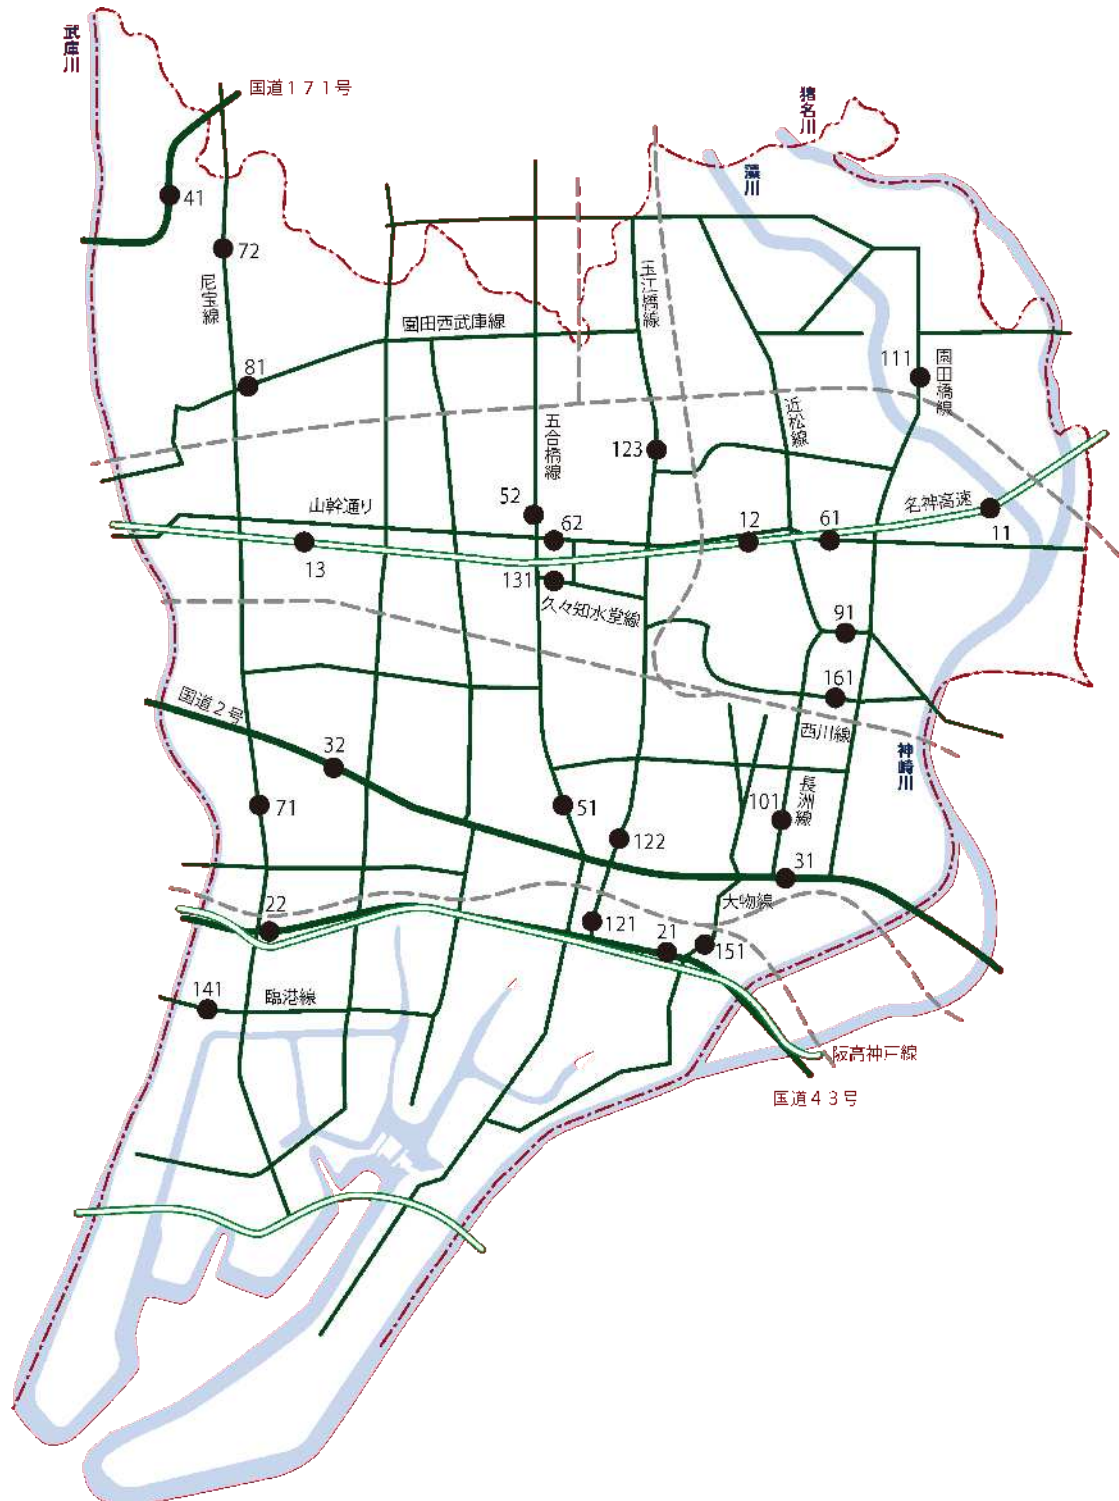 武庫川
国道171号
猪名川
藻川
41
72
尼宝線
玉江橋線
園田西武庫線
81
111
園田橋線
近松線
五合橋線
123
52
山幹通り
62
12
61
名神高速
11
13
131
久々知水堂線
91
161
国道2号
西川線
神崎川
32
71
51
101
長洲線
122
31
大物線
22
121
21
151
141
臨港線
阪高神戸線
国道43号